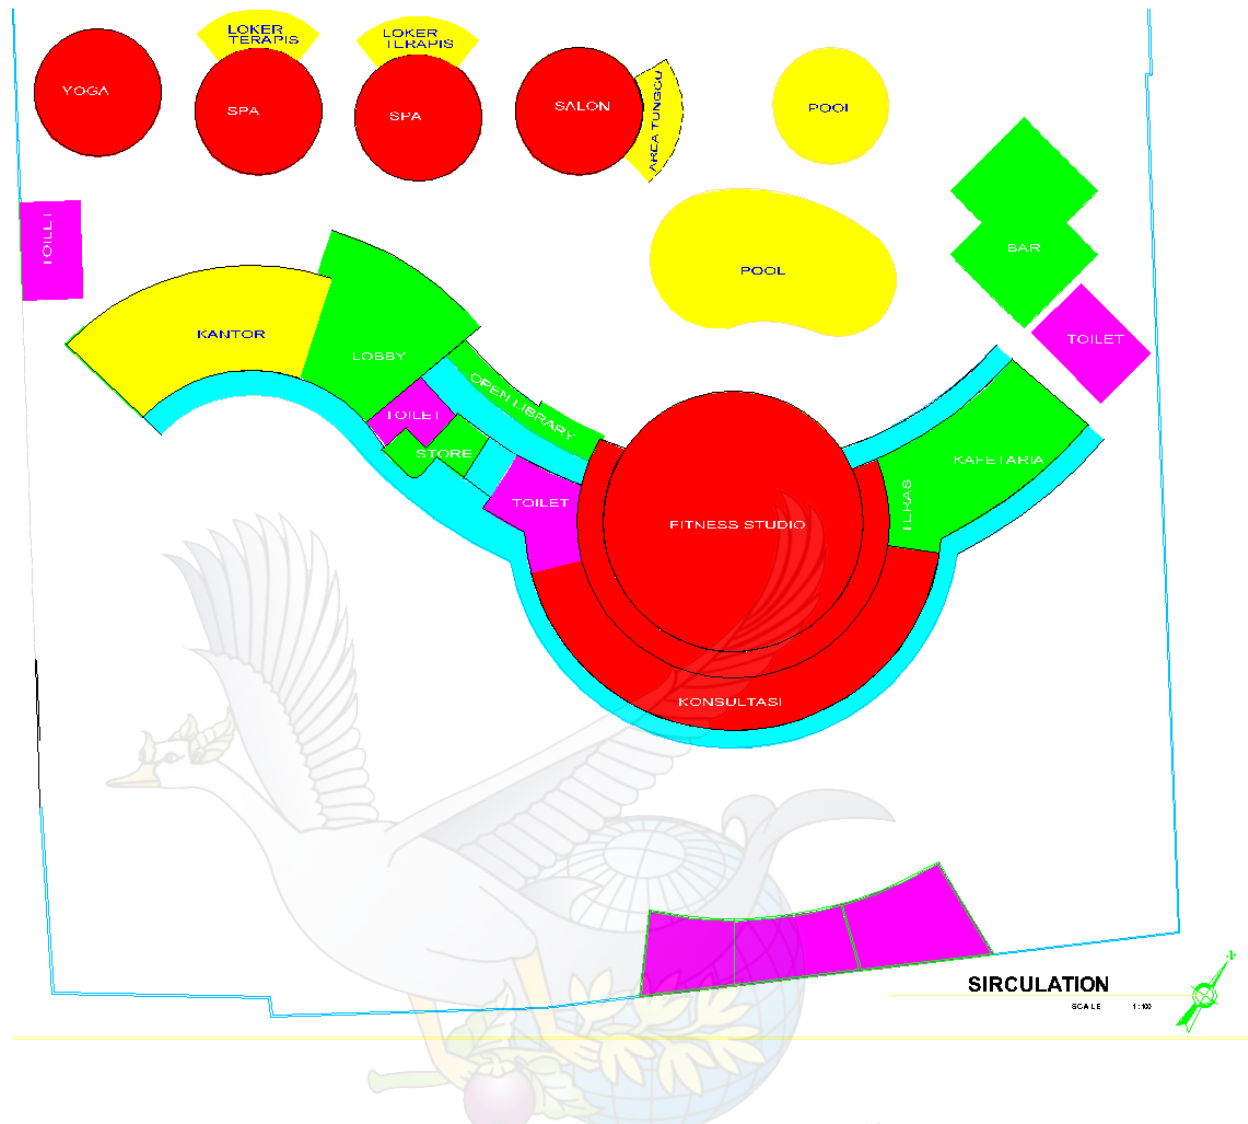 LOKER
TERAPIS
LOKER
TERAPIS
YOGA
SPA
SPA
SALON
AREA TUNGGU
POOL
TOILET
POOL
BAR
KANTOR
LOBBY
TOILET
OPEN LIBRARY
TOILET
STORE
KAFETARIA
TOILET
TERAS
FITNESS STUDIO
KONSULTASI
SIRCULATION
SCALE 1:100